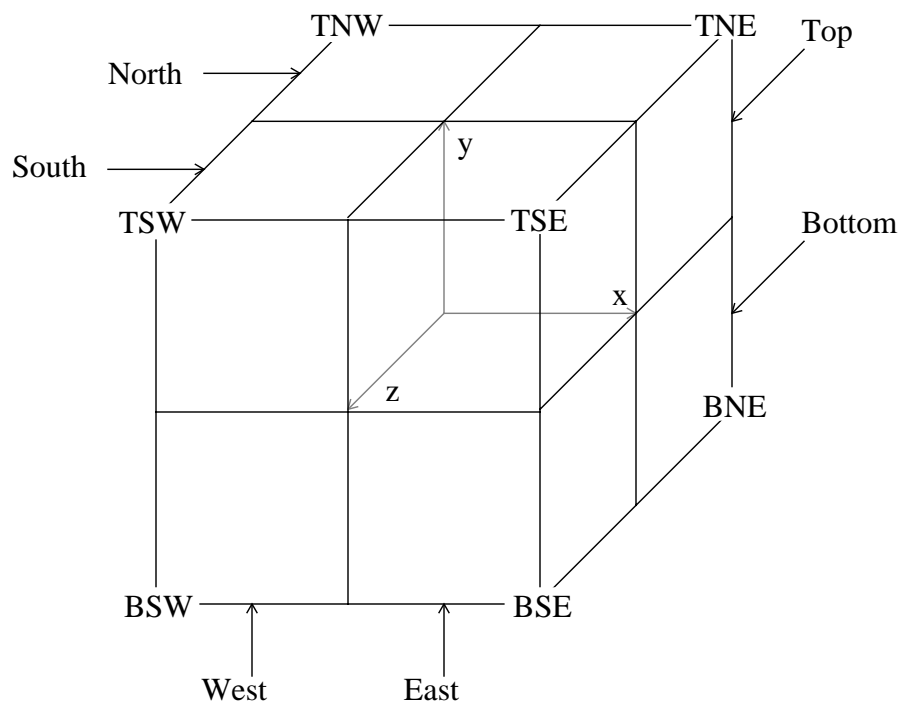 TNW TNE
Top
North
y
South
TSW TSE
Bottom
x
z
BNE
BSW BSE
West East